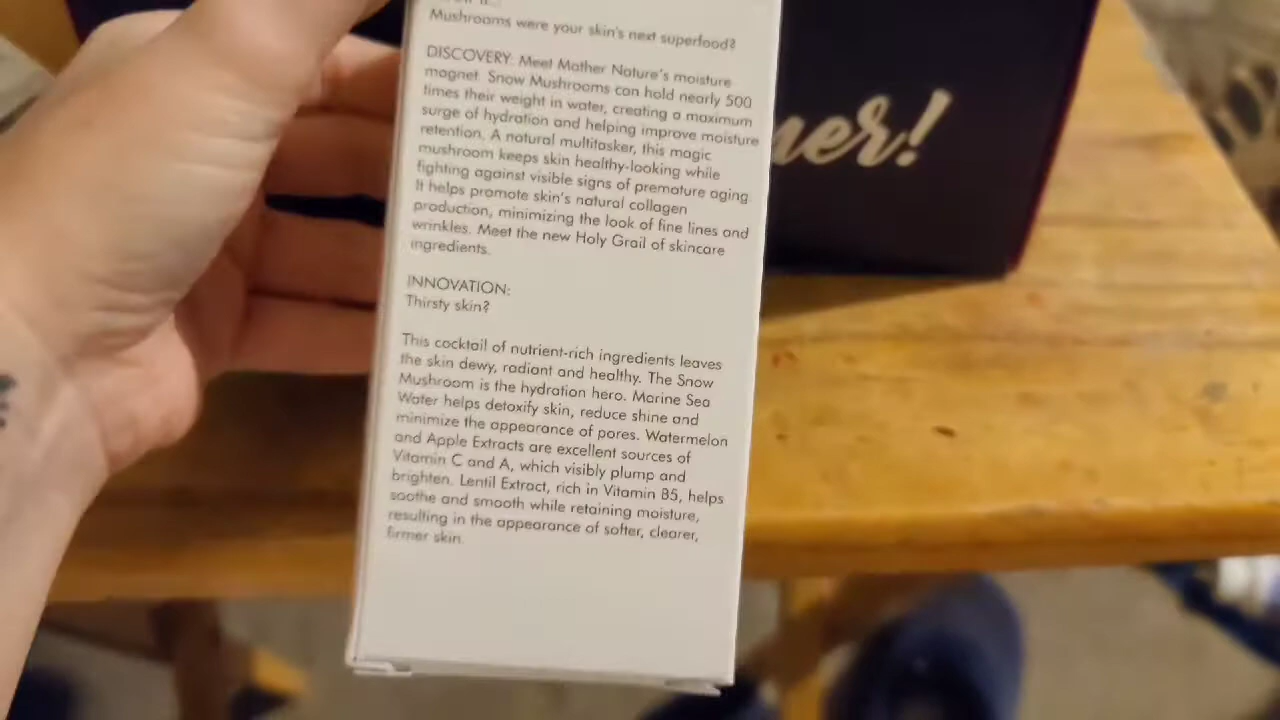 Mushrooms were your skin's next superfood?
DISCOVERY: Meet Mother Nature's moisture
magnet. Snow Mushrooms can hold nearly 500
times their weight in water, creating a maximum
surge of hydration and helping improve moisture
retention. A natural multitasker, this magic
mushroom keeps skin healthy-looking while
fighting against visible signs of premature aging.
It helps promote skin's natural collagen
production, minimizing the look of fine lines and
wrinkles. Meet the new Holy Grail of skincare
ingredients.
INNOVATION:
Thirsty skin?
This cocktail of nutrient-rich ingredients leaves
the skin dewy, radiant and healthy. The Snow
Mushroom is the hydration hero. Marine Sea
Water helps detoxify skin, reduce shine and
minimize the appearance of pores. Watermelon
and Apple Extracts are excellent sources of
Vitamin C and A, which visibly plump and
brighten. Lentil Extract, rich in Vitamin B5, helps
soothe and smooth while retaining moisture,
resulting in the appearance of softer, clearer,
firmer skin.